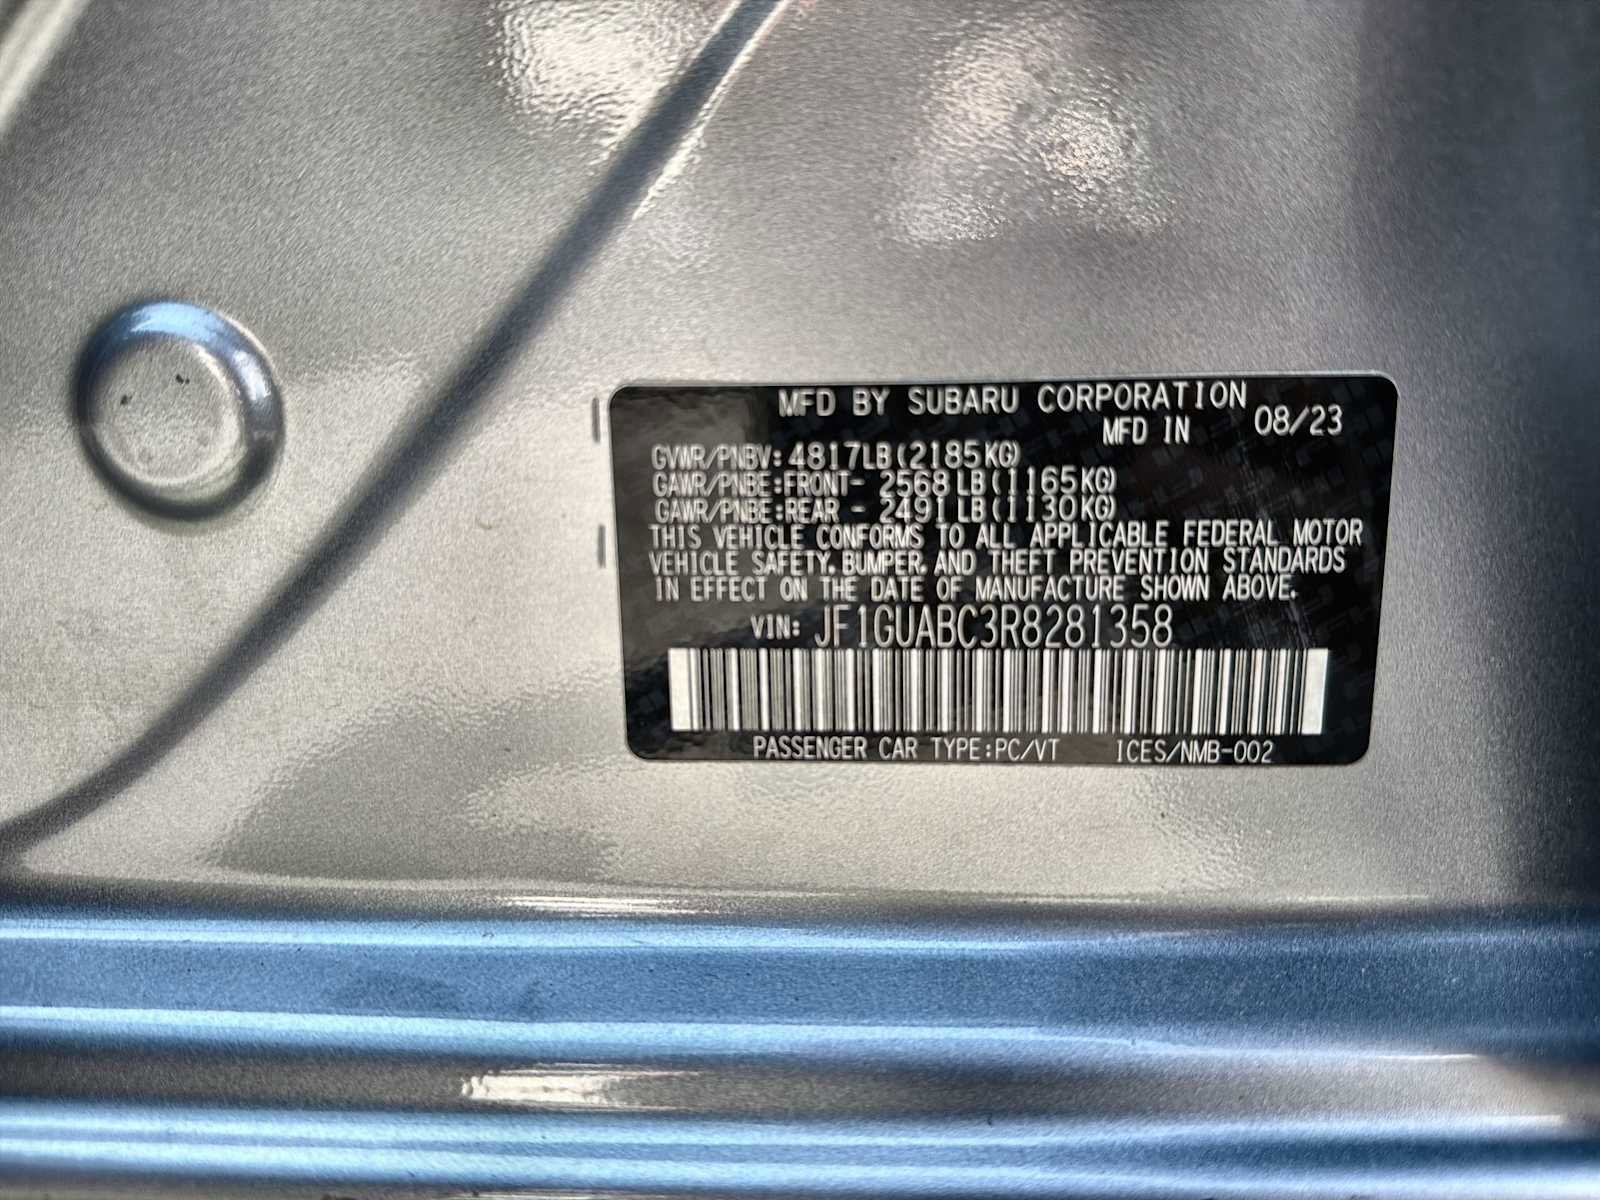 MFD BY SUBARU CORPORATION
MFD IN 08/23
GVWR/PNBV:4817LB(2185KG)
GAWR/PNBE:FRONT- 2568LB(1165KG)
GAWR/PNBE:REAR - 2491LB(1130KG)
THIS VEHICLE CONFORMS TO ALL APPLICABLE FEDERAL MOTOR
VEHICLE SAFETY, BUMPER, AND THEFT PREVENTION STANDARDS
IN EFFECT ON THE DATE OF MANUFACTURE SHOWN ABOVE.
VIN: JF1GUABC3R8281358
PASSENGER CAR TYPE:PC/VT ICES/NMB-002